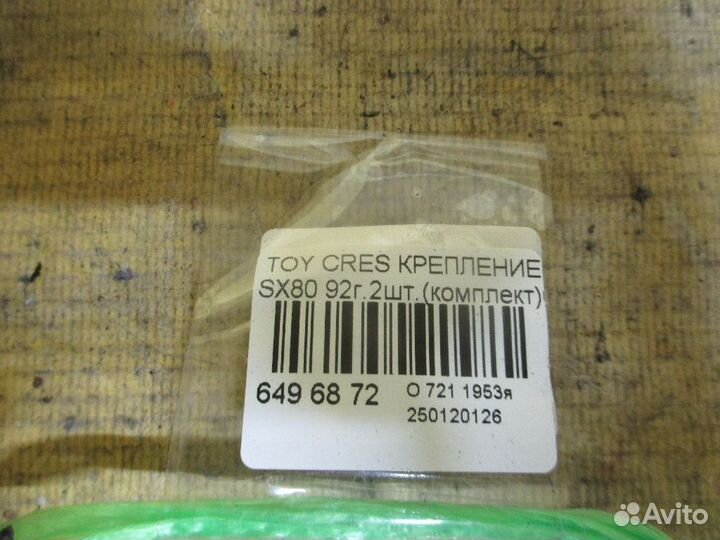 TOY CRES КРЕПЛЕНИЕ
SX80 92г.2шт.(комплект)
649 68 72
О 721 1953я
250120126
Avito